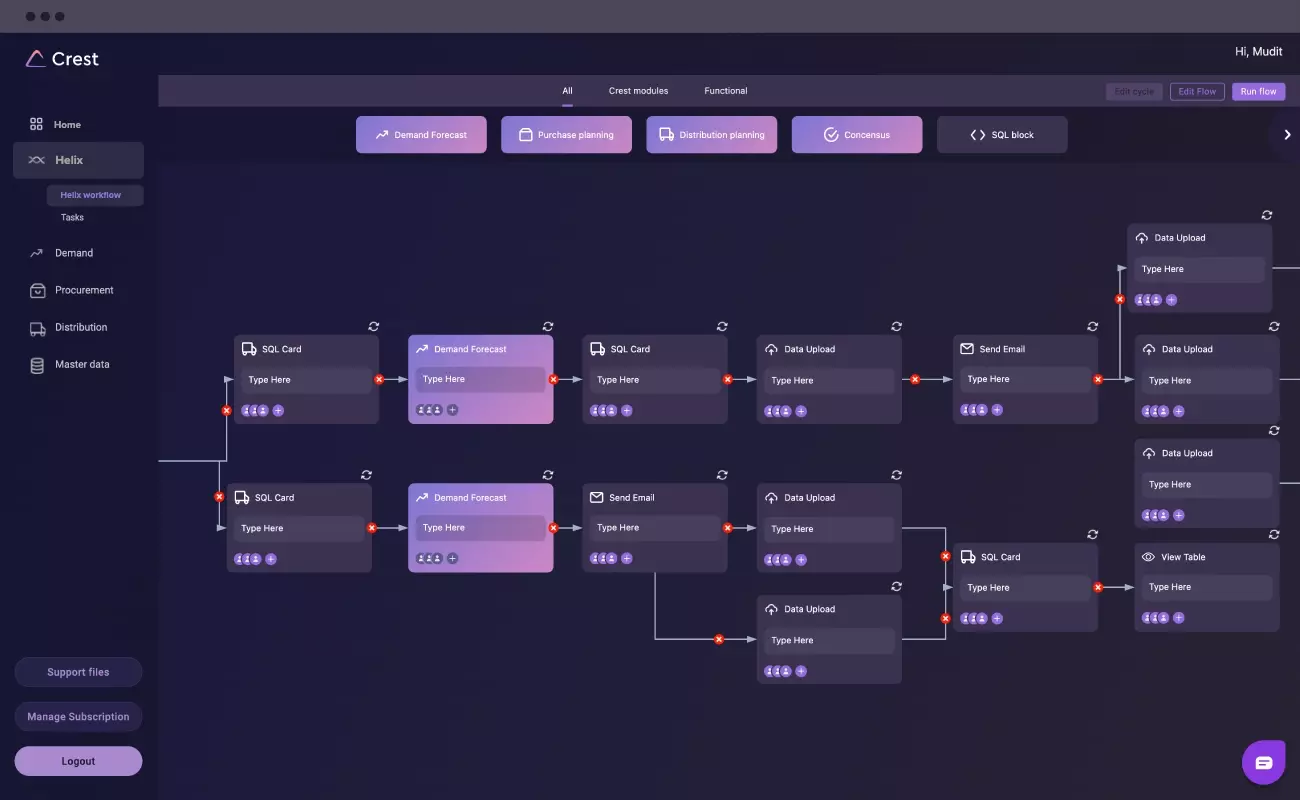 Crest
Hi, Mudit
All
Crest modules
Functional
Edit cycle
Edit Flow
Run flow
Demand Forecast
Purchase planning
Distribution planning
Concensus
SQL block
Home
Helix
Helix workflow
Tasks
Demand
Procurement
Distribution
Master data
Support files
Manage Subscription
Logout
Data Upload
Type Here
SQL Card
Type Here
Demand Forecast
Type Here
SQL Card
Type Here
Data Upload
Type Here
Send Email
Type Here
Data Upload
Type Here
Data Upload
Type Here
SQL Card
Type Here
Demand Forecast
Type Here
Send Email
Type Here
Data Upload
Type Here
SQL Card
Type Here
View Table
Type Here
Data Upload
Type Here